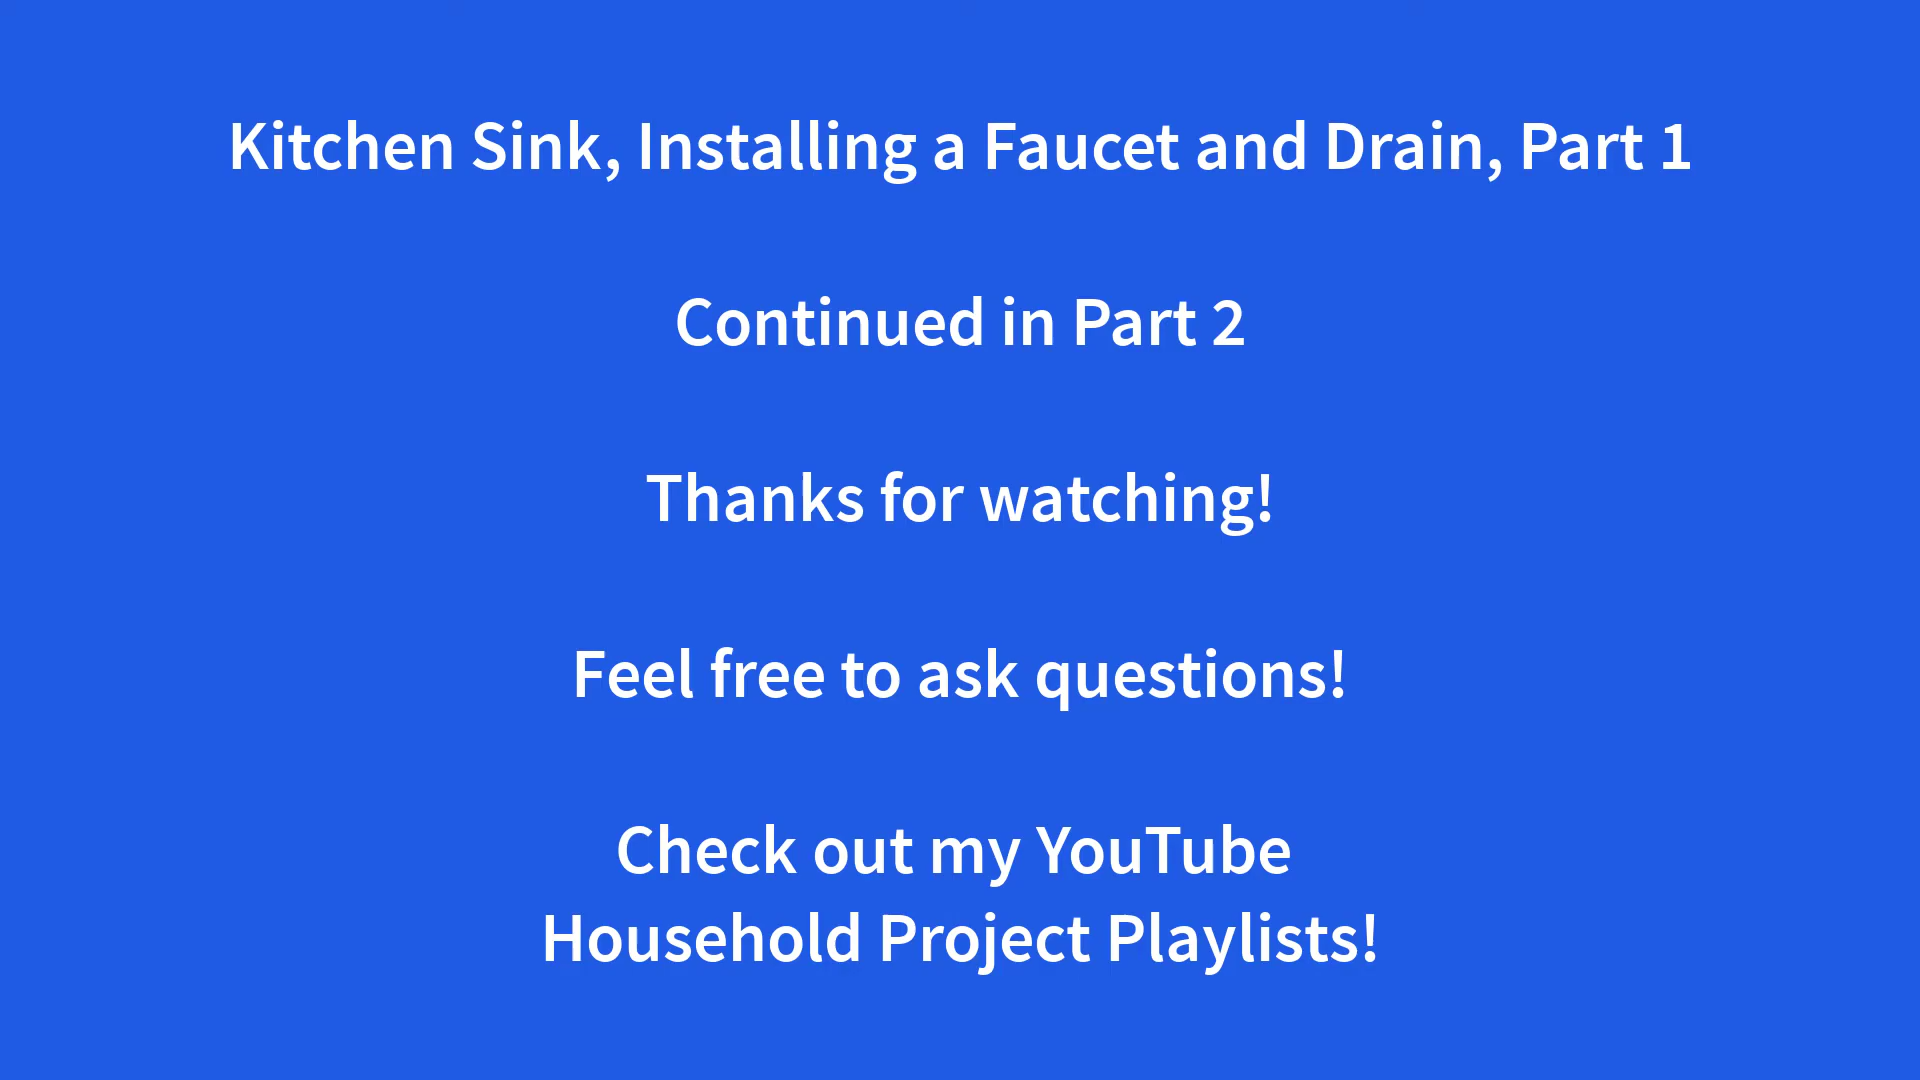 Kitchen Sink, Installing a Faucet and Drain, Part 1
Continued in Part 2
Thanks for watching!
Feel free to ask questions!
Check out my YouTube
Household Project Playlists!